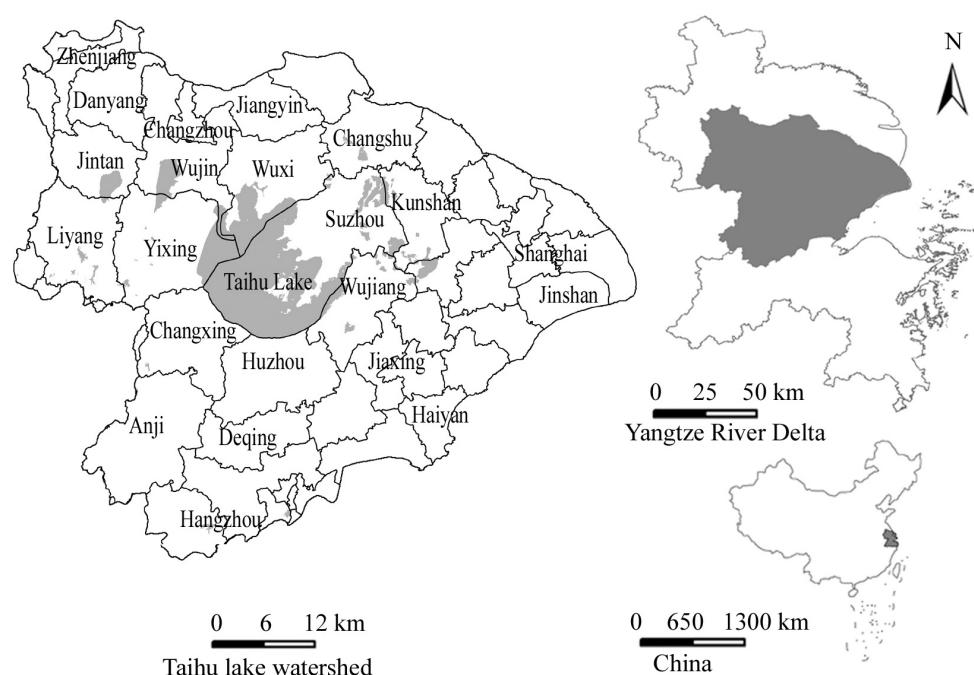 Zhenjiang
Danyang
Jiangyin
Changzhou
Changshu
Jintan
Wujin
Wuxi
Kunshan
Suzhou
Liyang
Yixing
Shanghai
Taihu Lake
Wujiang
Jinshan
Changxing
Huzhou
Jiaxing
Anji
Deqing
Haiyan
Hangzhou
0 6 12 km
Taihu lake watershed
N
0 25 50 km
Yangtze River Delta
0 650 1300 km
China